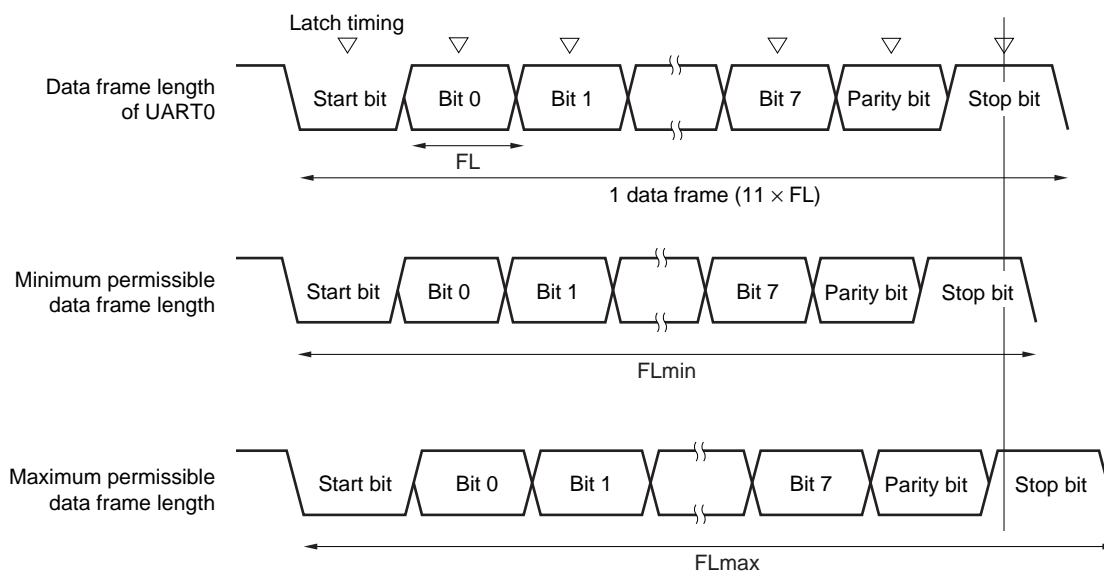 Latch timing
Data frame length
of UART0
Start bit
Bit 0
Bit 1
Bit 7
Parity bit
Stop bit
FL
1 data frame (11 × FL)
Minimum permissible
data frame length
Start bit
Bit 0
Bit 1
Bit 7
Parity bit
Stop bit
FLmin
Maximum permissible
data frame length
Start bit
Bit 0
Bit 1
Bit 7
Parity bit
Stop bit
FLmax